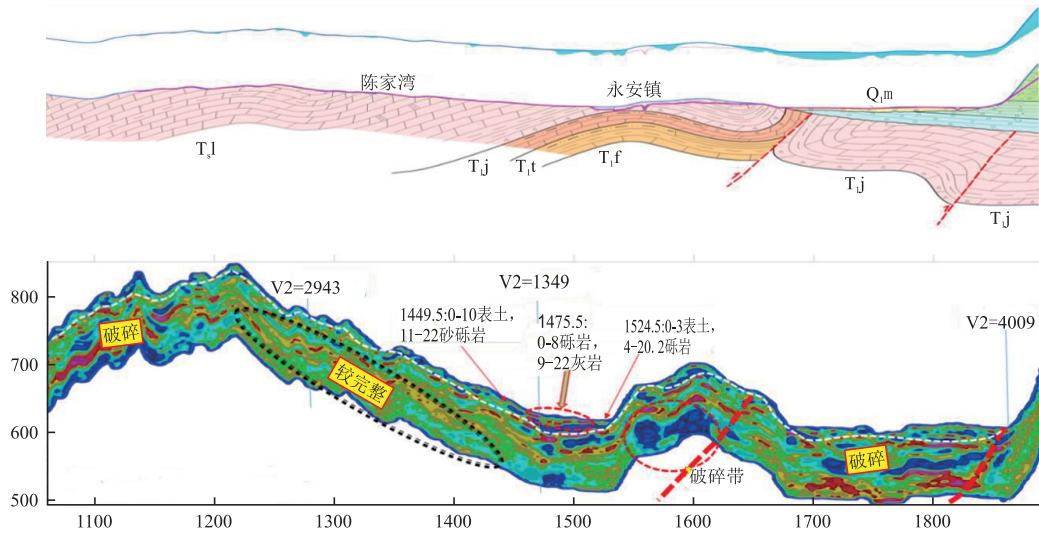 陈家湾
永安镇
Q₁m
Tₛl
T₁j
T₁t
T₁f
T₁j
T₁j
800
700
600
500
V2=2943
V2=1349
V2=4009
1449.5:0-10表土，
11-22砂砾岩
1475.5:
0-8砾岩，
9-22灰岩
1524.5:0-3表土，
4-20.2砾岩
破碎
较完整
破碎带
破碎
1100
1200
1300
1400
1500
1600
1700
1800